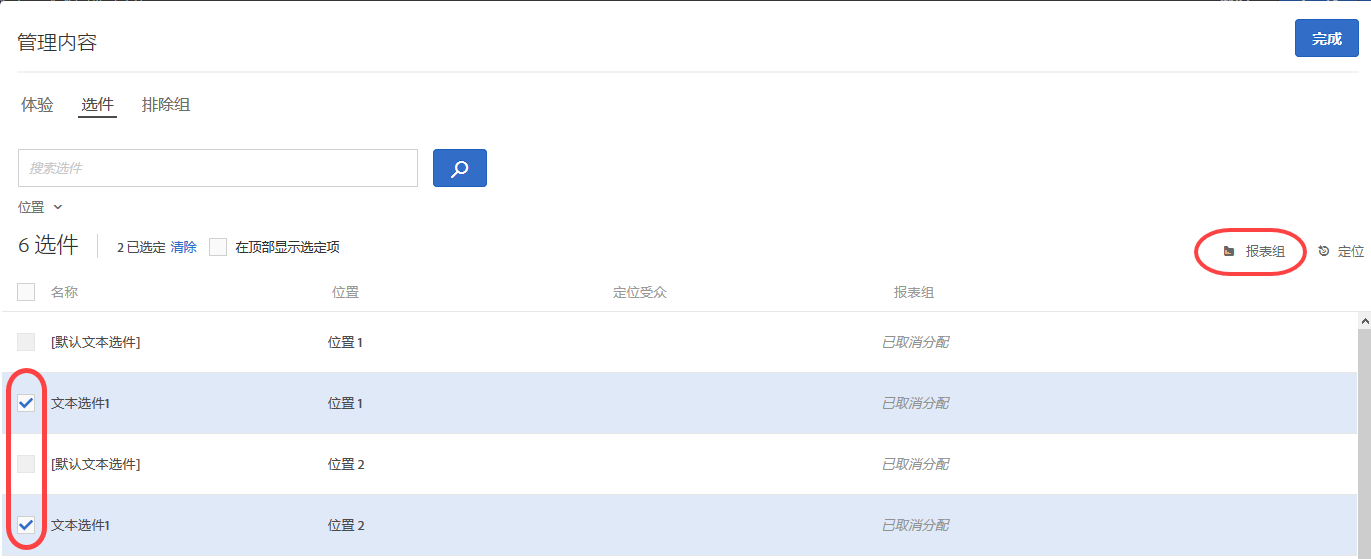 管理内容
完成
体验 选件 排除组
搜索选件
位置
6 选件 2 已选定 清除 在顶部显示选定项 报表组 定位
名称 位置 定位受众 报表组
[默认文本选件] 位置 1 已取消分配
文本选件1 位置 1 已取消分配
[默认文本选件] 位置 2 已取消分配
文本选件1 位置 2 已取消分配